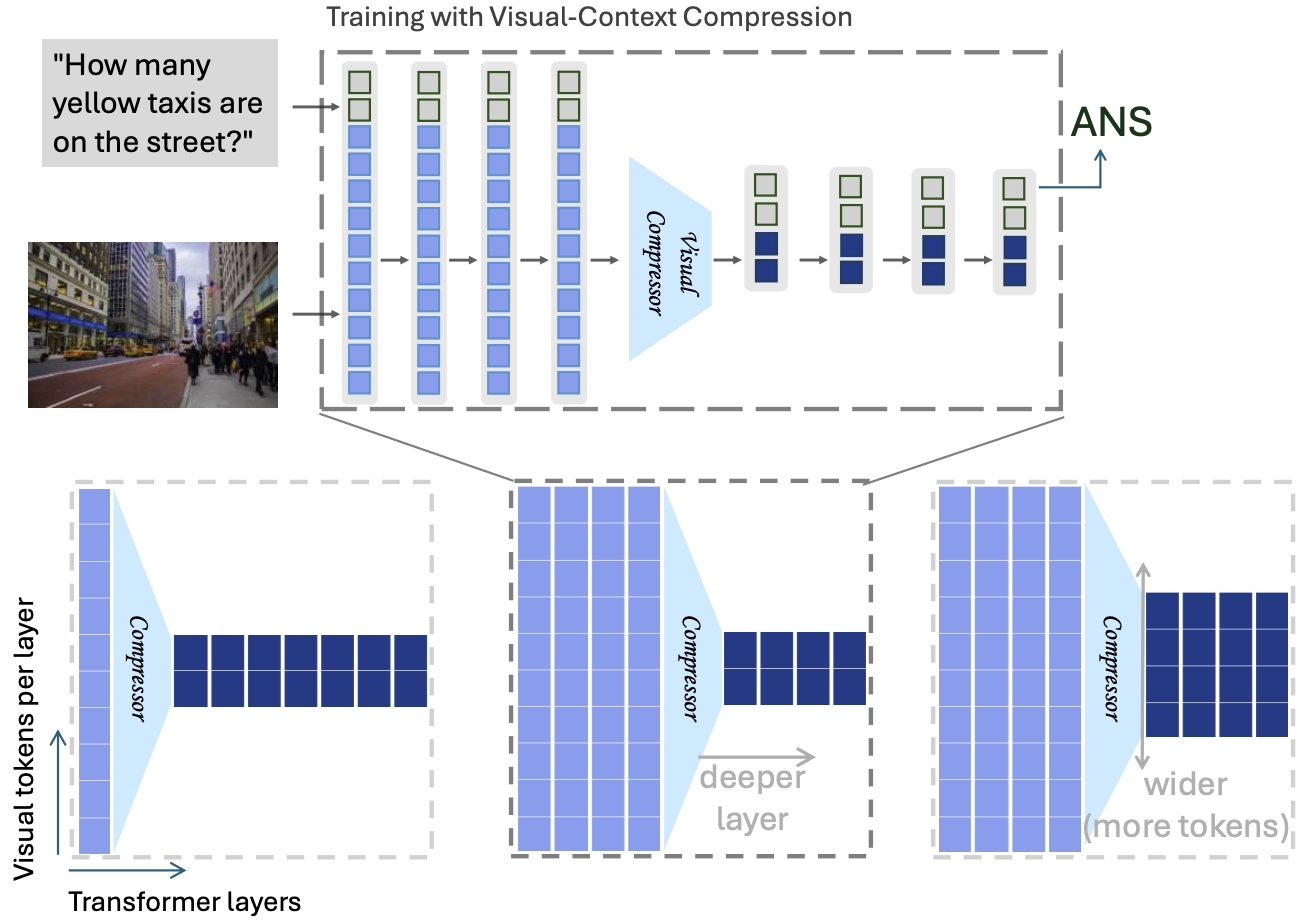 Training with Visual-Context Compression
"How many
yellow taxis are
on the street?"
ANS
Visual
Compressor
Compressor
Compressor
Compressor
deeper
layer
wider
(more tokens)
Visual tokens per layer
Transformer layers